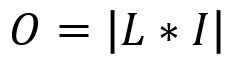 O = |L * I|